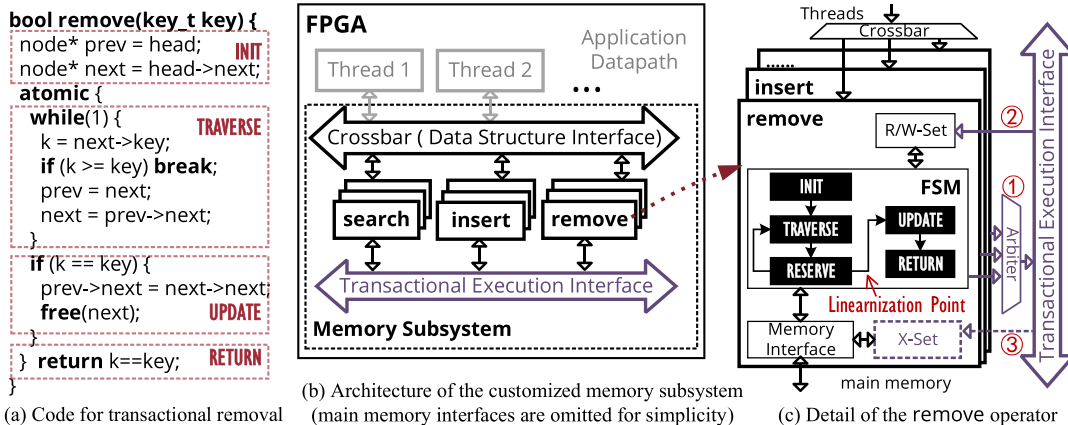 bool remove(key_t key) {
node* prev = head;
INIT
node* next = head->next;
atomic {
while(1) {
TRAVERSE
k = next->key;
if (k >= key) break;
prev = next;
next = prev->next;
}
if (k == key) {
prev->next = next->next;
free(next);
UPDATE
}
} return k==key;
RETURN
}
(a) Code for transactional removal
FPGA
Application
Datapath
Thread 1
Thread 2
...
Crossbar ( Data Structure Interface)
search
insert
remove
Transactional Execution Interface
Memory Subsystem
(b) Architecture of the customized memory subsystem
(main memory interfaces are omitted for simplicity)
Threads
Crossbar
......
insert
remove
R/W-Set
②
FSM
INIT
TRAVERSE
RESERVE
UPDATE
RETURN
①
Arbiter
Linearnization Point
Memory
Interface
X-Set
③
main memory
Transactional Execution Interface
(c) Detail of the remove operator